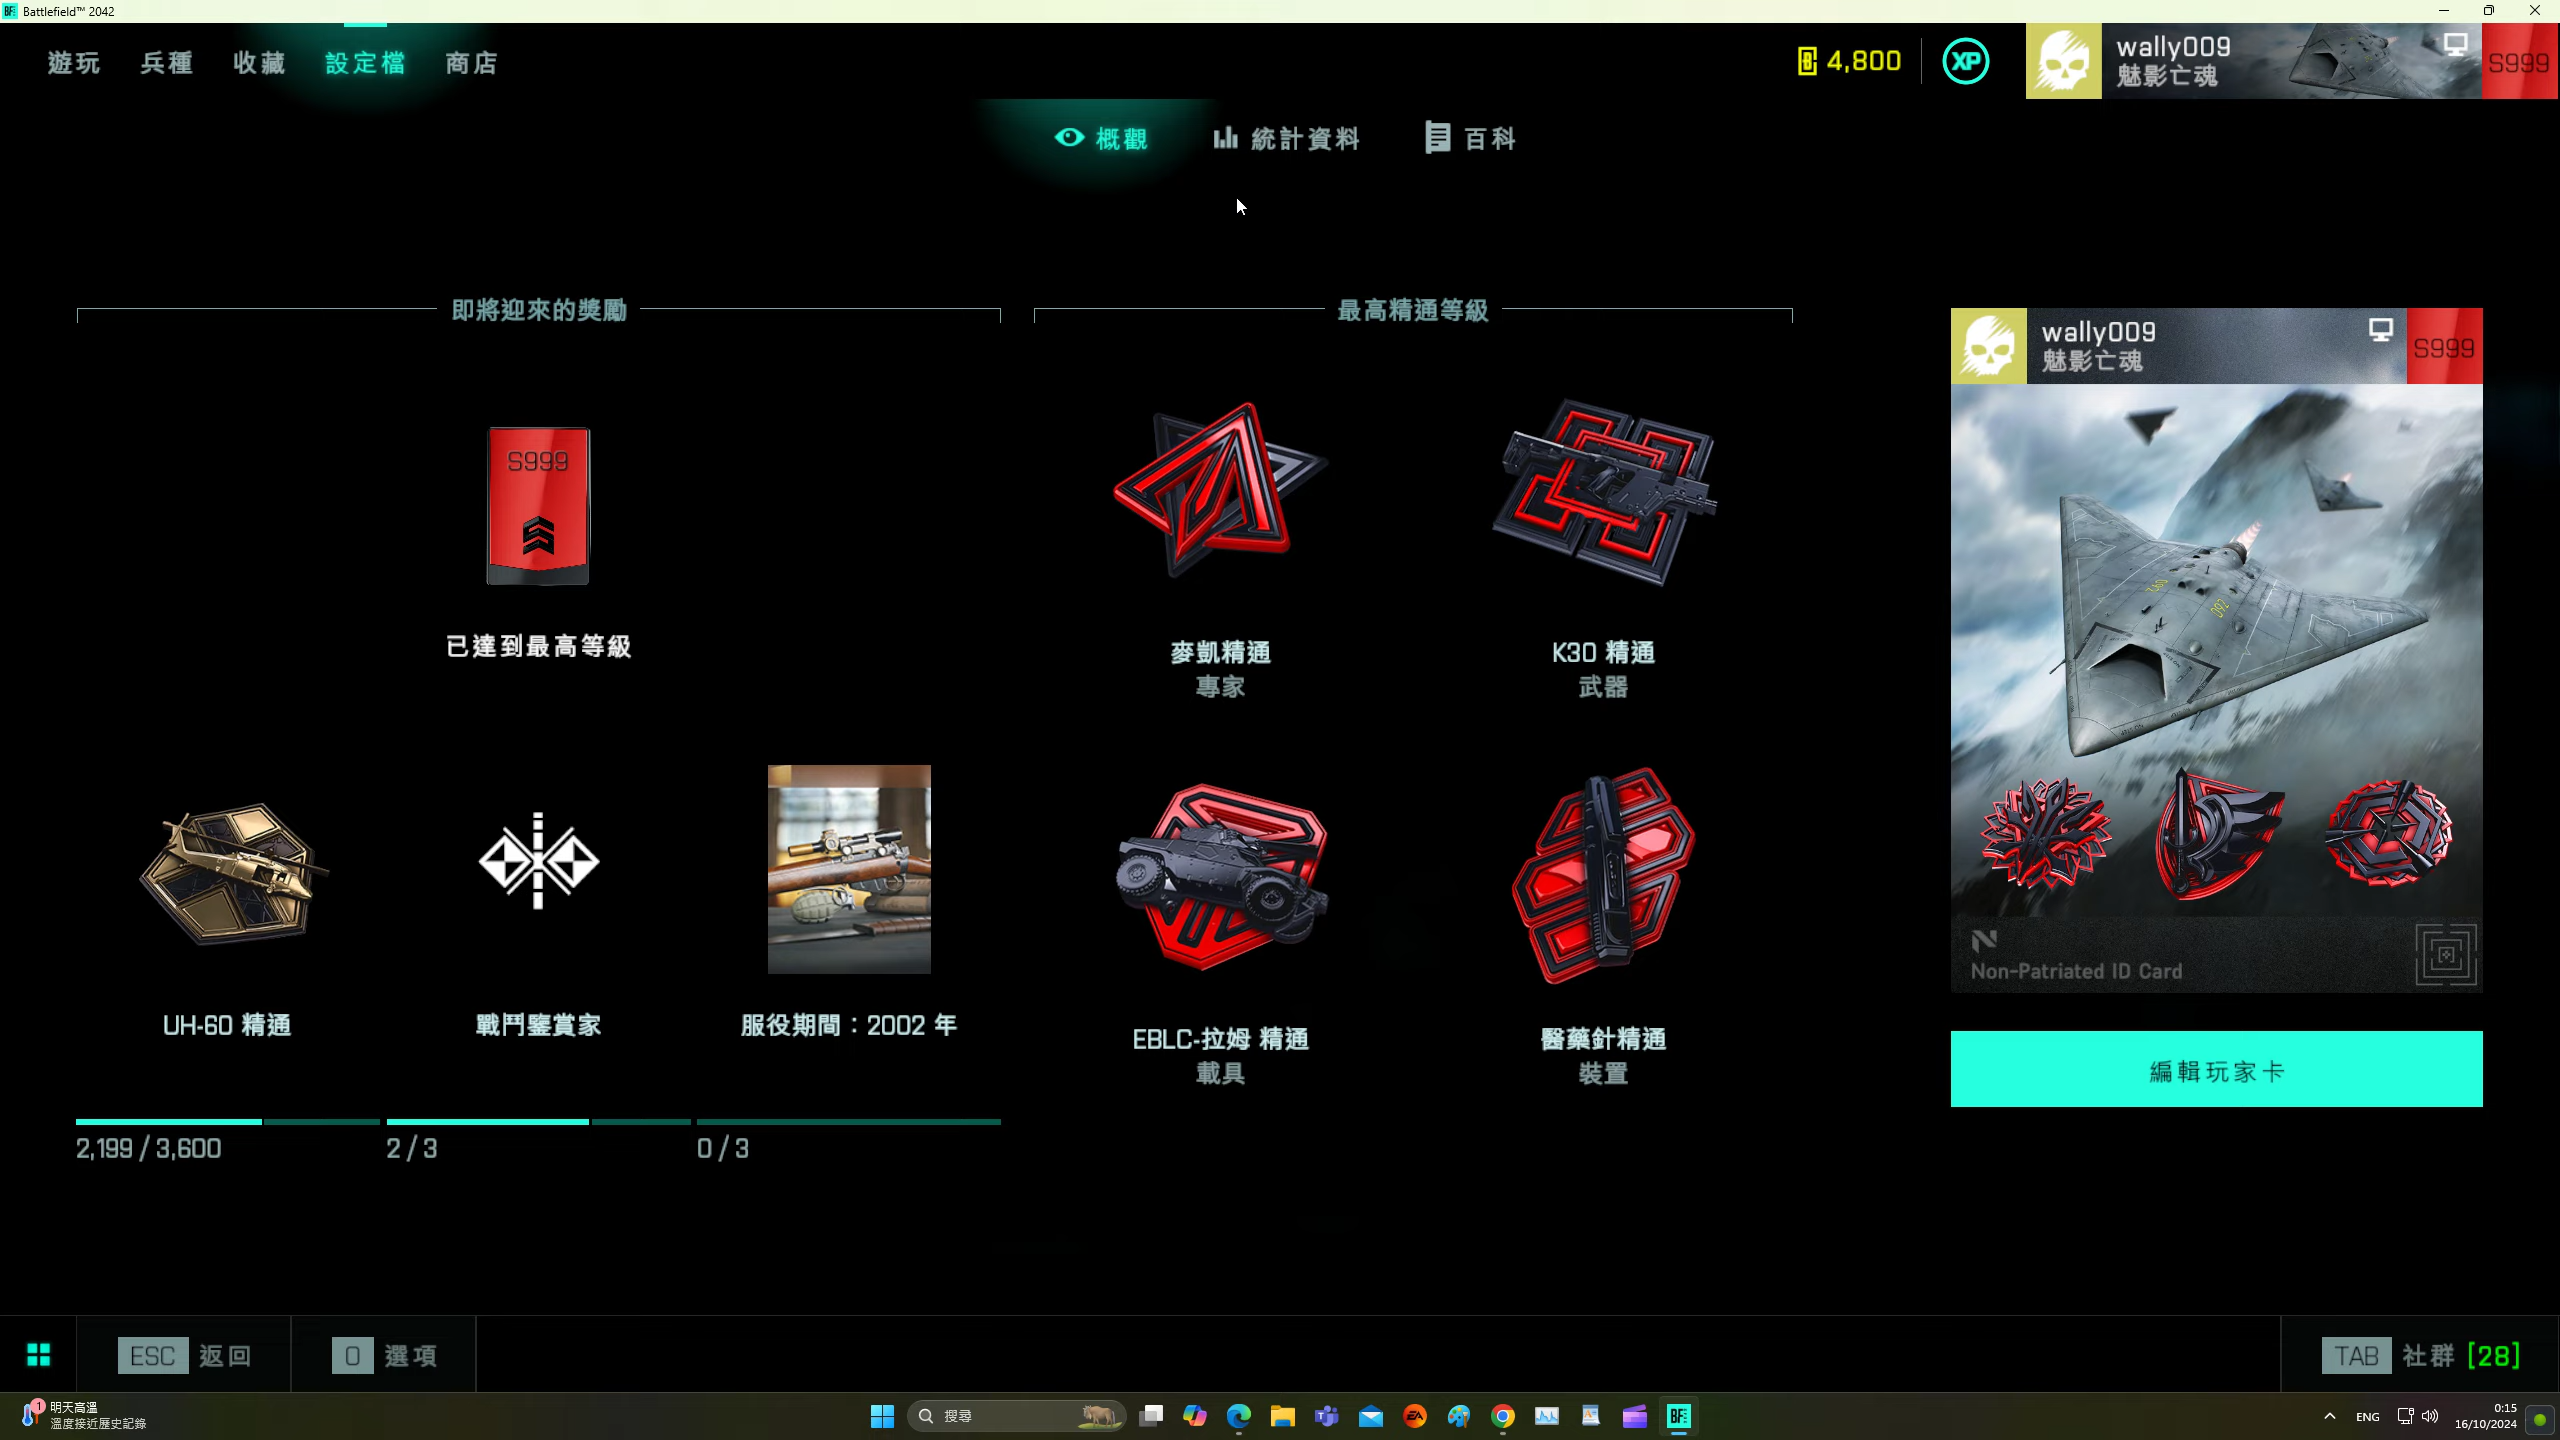 Battlefield™ 2042
遊玩 兵種 收藏 設定檔 商店
4,800
XP
wally009
魅影亡魂
S999
概觀 統計資料 百科
即將迎來的獎勵
最高精通等級
wally009
魅影亡魂
S999
S999
已達到最高等級
麥凱精通
專家
K30 精通
武器
092
UH-60 精通
戰鬥鑒賞家
服役期間：2002 年
EBLC-拉姆 精通
載具
醫藥針精通
裝置
Non-Patriated ID Card
編輯玩家卡
2,199 / 3,600
2 / 3
0 / 3
ESC 返回
O 選項
TAB 社群 [28]
1
明天高溫
溫度接近歷史記錄
搜尋
ENG
0:15
16/10/2024